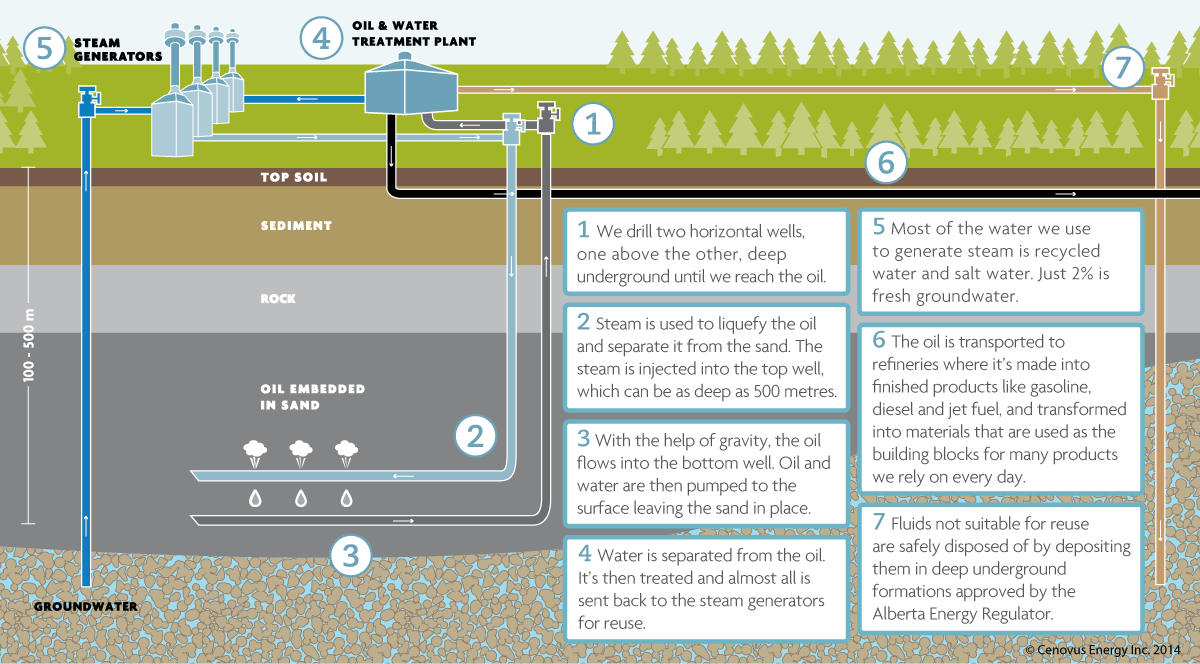 5
STEAM
GENERATORS
4
OIL & WATER
TREATMENT PLANT
7
1
6
TOP SOIL
SEDIMENT
ROCK
100 - 500 m
OIL EMBEDDED
IN SAND
2
3
GROUNDWATER
1 We drill two horizontal wells,
one above the other, deep
underground until we reach the oil.
2 Steam is used to liquefy the oil
and separate it from the sand. The
steam is injected into the top well,
which can be as deep as 500 metres.
3 With the help of gravity, the oil
flows into the bottom well. Oil and
water are then pumped to the
surface leaving the sand in place.
4 Water is separated from the oil.
It's then treated and almost all is
sent back to the steam generators
for reuse.
5 Most of the water we use
to generate steam is recycled
water and salt water. Just 2% is
fresh groundwater.
6 The oil is transported to
refineries where it's made into
finished products like gasoline,
diesel and jet fuel, and transformed
into materials that are used as the
building blocks for many products
we rely on every day.
7 Fluids not suitable for reuse
are safely disposed of by depositing
them in deep underground
formations approved by the
Alberta Energy Regulator.
© Cenovus Energy Inc. 2014